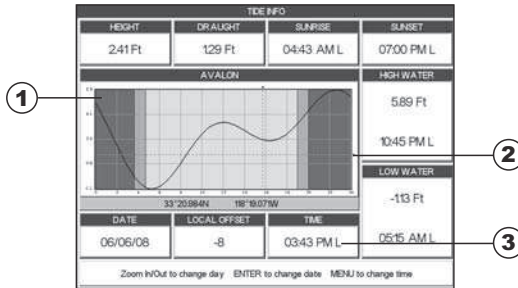 TIDE INFO
HEIGHT DRAUGHT SUNRISE SUNSET
2.41 Ft 1.29 Ft 04:43 AM L 07:00 PM L
AVALON HIGH WATER
5.89 Ft
10:45 PM L
LOW WATER
-1.13 Ft
05:15 AM L
33°20.984N 118°19.071W
DATE LOCAL OFFSET TIME
06/06/08 -8 03:43 PM L
Zoom In/Out to change day ENTER to change date MENU to change time
1
2
3